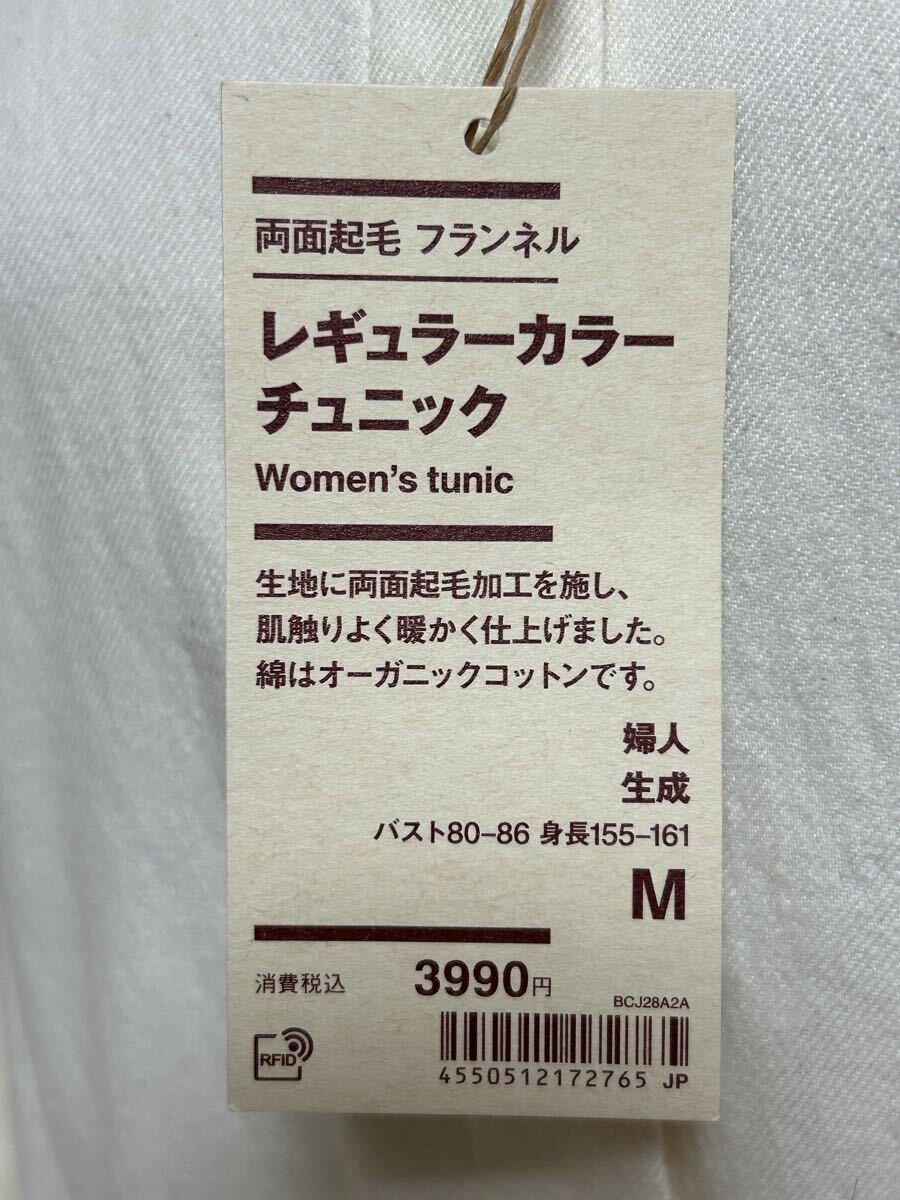 両面起毛 フランネル
レギュラーカラー
チュニック
Women's tunic
生地に両面起毛加工を施し、
肌触りよく暖かく仕上げました。
綿はオーガニックコットンです。
婦人
生成
バスト80-86 身長155-161
M
消費税込 3990円
BCJ28A2A
RFID
4550512172765 JP